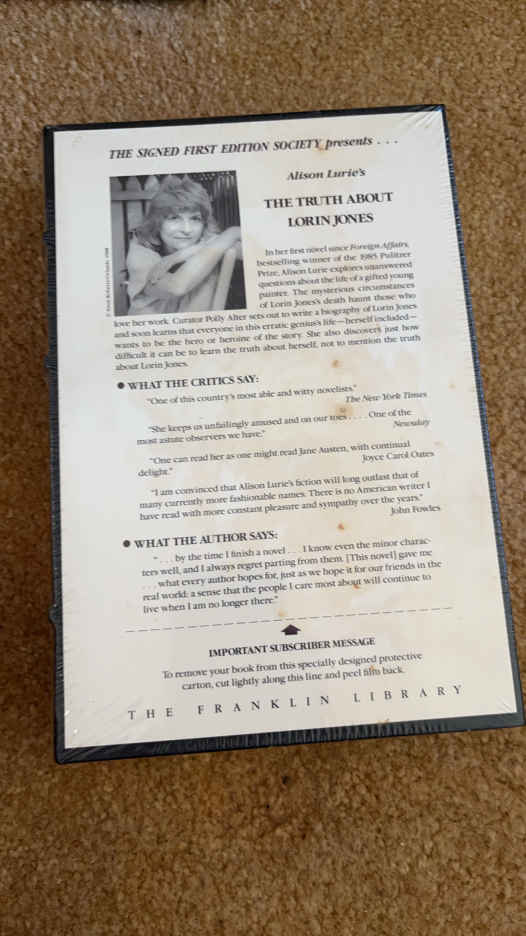 THE SIGNED FIRST EDITION SOCIETY presents . . .
Alison Lurie's
THE TRUTH ABOUT
LORIN JONES
In her first novel since Foreign Affairs,
bestselling winner of the 1985 Pulitzer
Prize, Alison Lurie explores unanswered
questions about the life of a gifted young
painter. The mysterious circumstances
of Lorin Jones's death haunt those who
love her work. Curator Polly Alter sets out to write a biography of Lorin Jones
and soon learns that everyone in this erratic genius's life—herself included—
wants to be the hero or heroine of the story. She also discovers just how
difficult it can be to learn the truth about herself, not to mention the truth
about Lorin Jones.
● WHAT THE CRITICS SAY:
"One of this country's most able and witty novelists."
The New York Times
"She keeps us unfailingly amused and on our toes . . . . One of the
most astute observers we have."
Newsday
"One can read her as one might read Jane Austen, with continual
delight."
Joyce Carol Oates
"I am convinced that Alison Lurie's fiction will long outlast that of
many currently more fashionable names. There is no American writer I
have read with more constant pleasure and sympathy over the years."
John Fowles
● WHAT THE AUTHOR SAYS:
". . . by the time I finish a novel . . . I know even the minor charac-
ters well, and I always regret parting from them. [This novel] gave me
. . . what every author hopes for, just as we hope it for our friends in the
real world: a sense that the people I care most about will continue to
live when I am no longer there."
IMPORTANT SUBSCRIBER MESSAGE
To remove your book from this specially designed protective
carton, cut lightly along this line and peel film back.
THE FRANKLIN LIBRARY